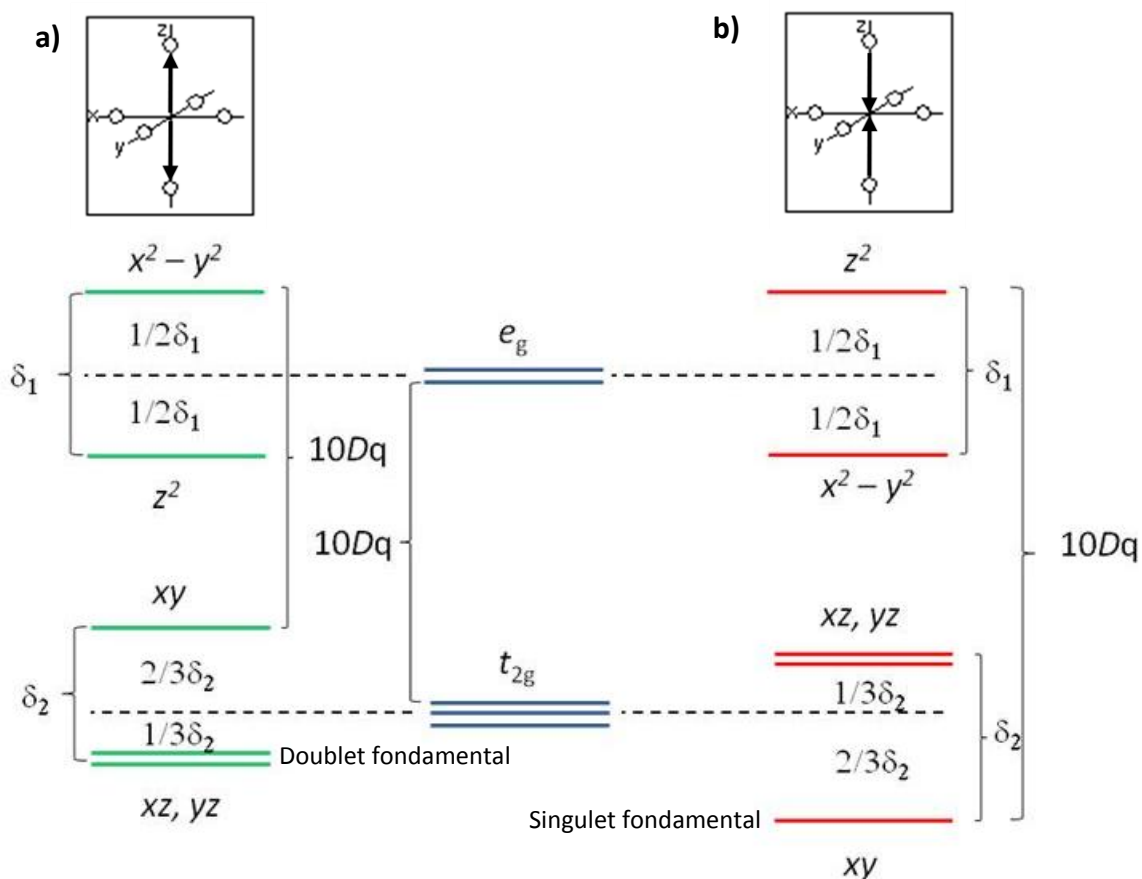 a)
z
x
y
b)
z
x
y
x² – y²
1/2δ₁
δ₁
1/2δ₁
z²
10Dq
xy
2/3δ₂
δ₂
1/3δ₂
Doublet fondamental
xz, yz
e_g
10Dq
t_2g
z²
1/2δ₁
δ₁
1/2δ₁
x² – y²
10Dq
xz, yz
1/3δ₂
δ₂
2/3δ₂
Singulet fondamental
xy